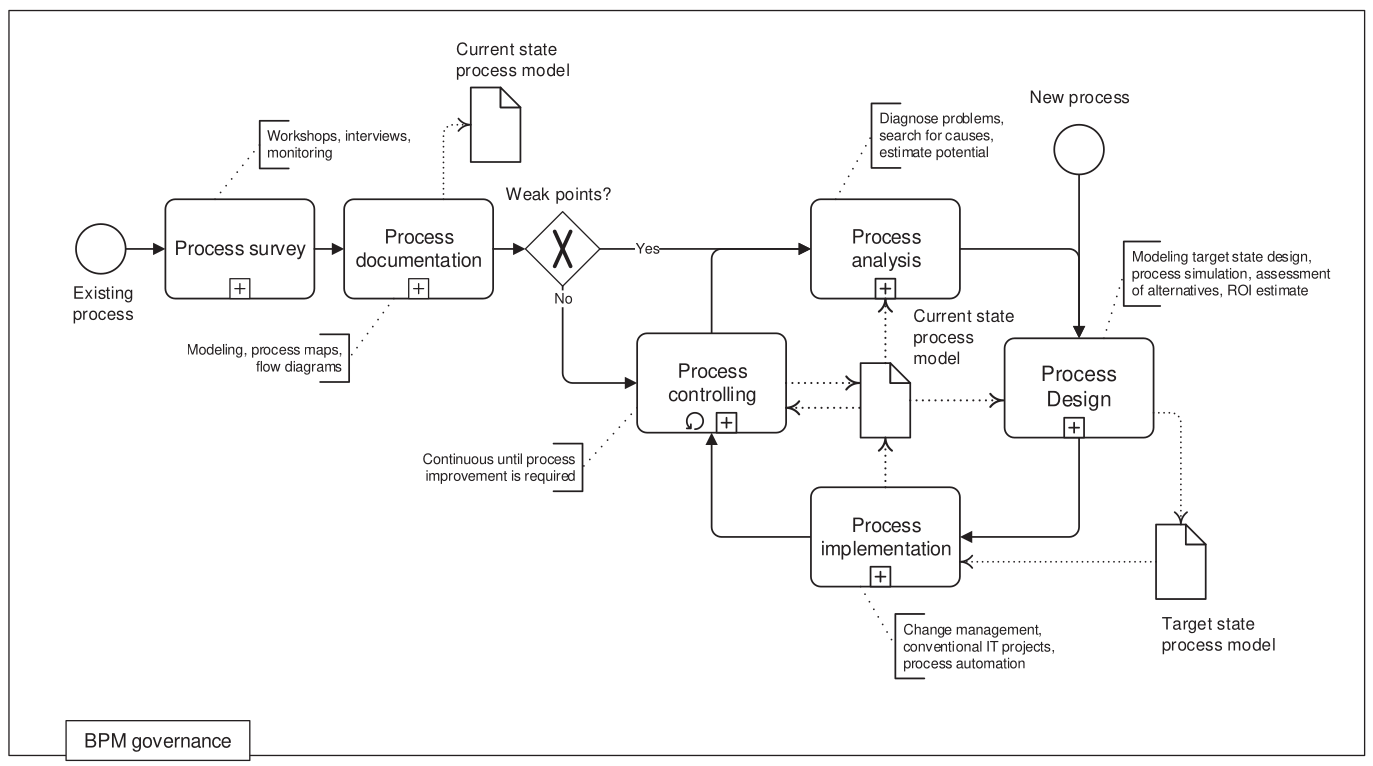 Current state
process model
New process
Diagnose problems,
search for causes,
estimate potential
Workshops, interviews,
monitoring
Weak points?
Process survey
Process
documentation
Yes
Process
analysis
Modeling target state design,
process simulation, assessment
of alternatives, ROI estimate
Existing
process
No
Modeling, process maps,
flow diagrams
Current state
process
model
Process
controlling
Process
Design
Continuous until process
improvement is required
Process
implementation
Target state
process model
Change management,
conventional IT projects,
process automation
BPM governance